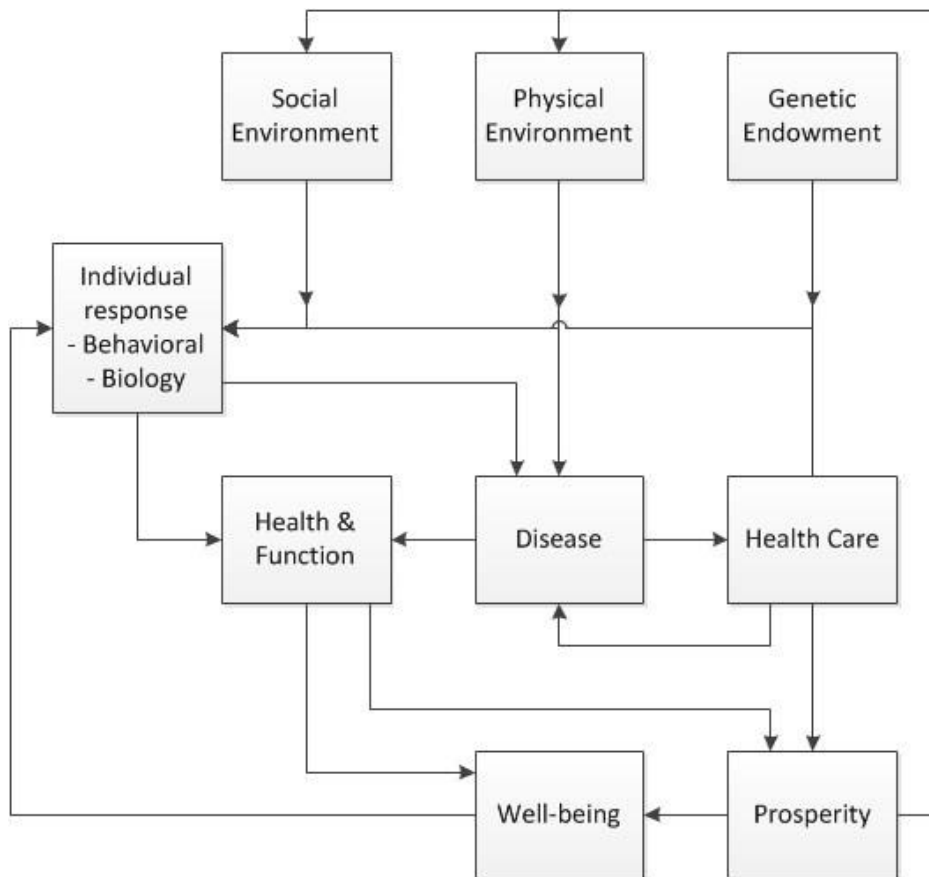 Social
Environment
Physical
Environment
Genetic
Endowment
Individual
response
- Behavioral
- Biology
Health &
Function
Disease
Health Care
Well-being
Prosperity